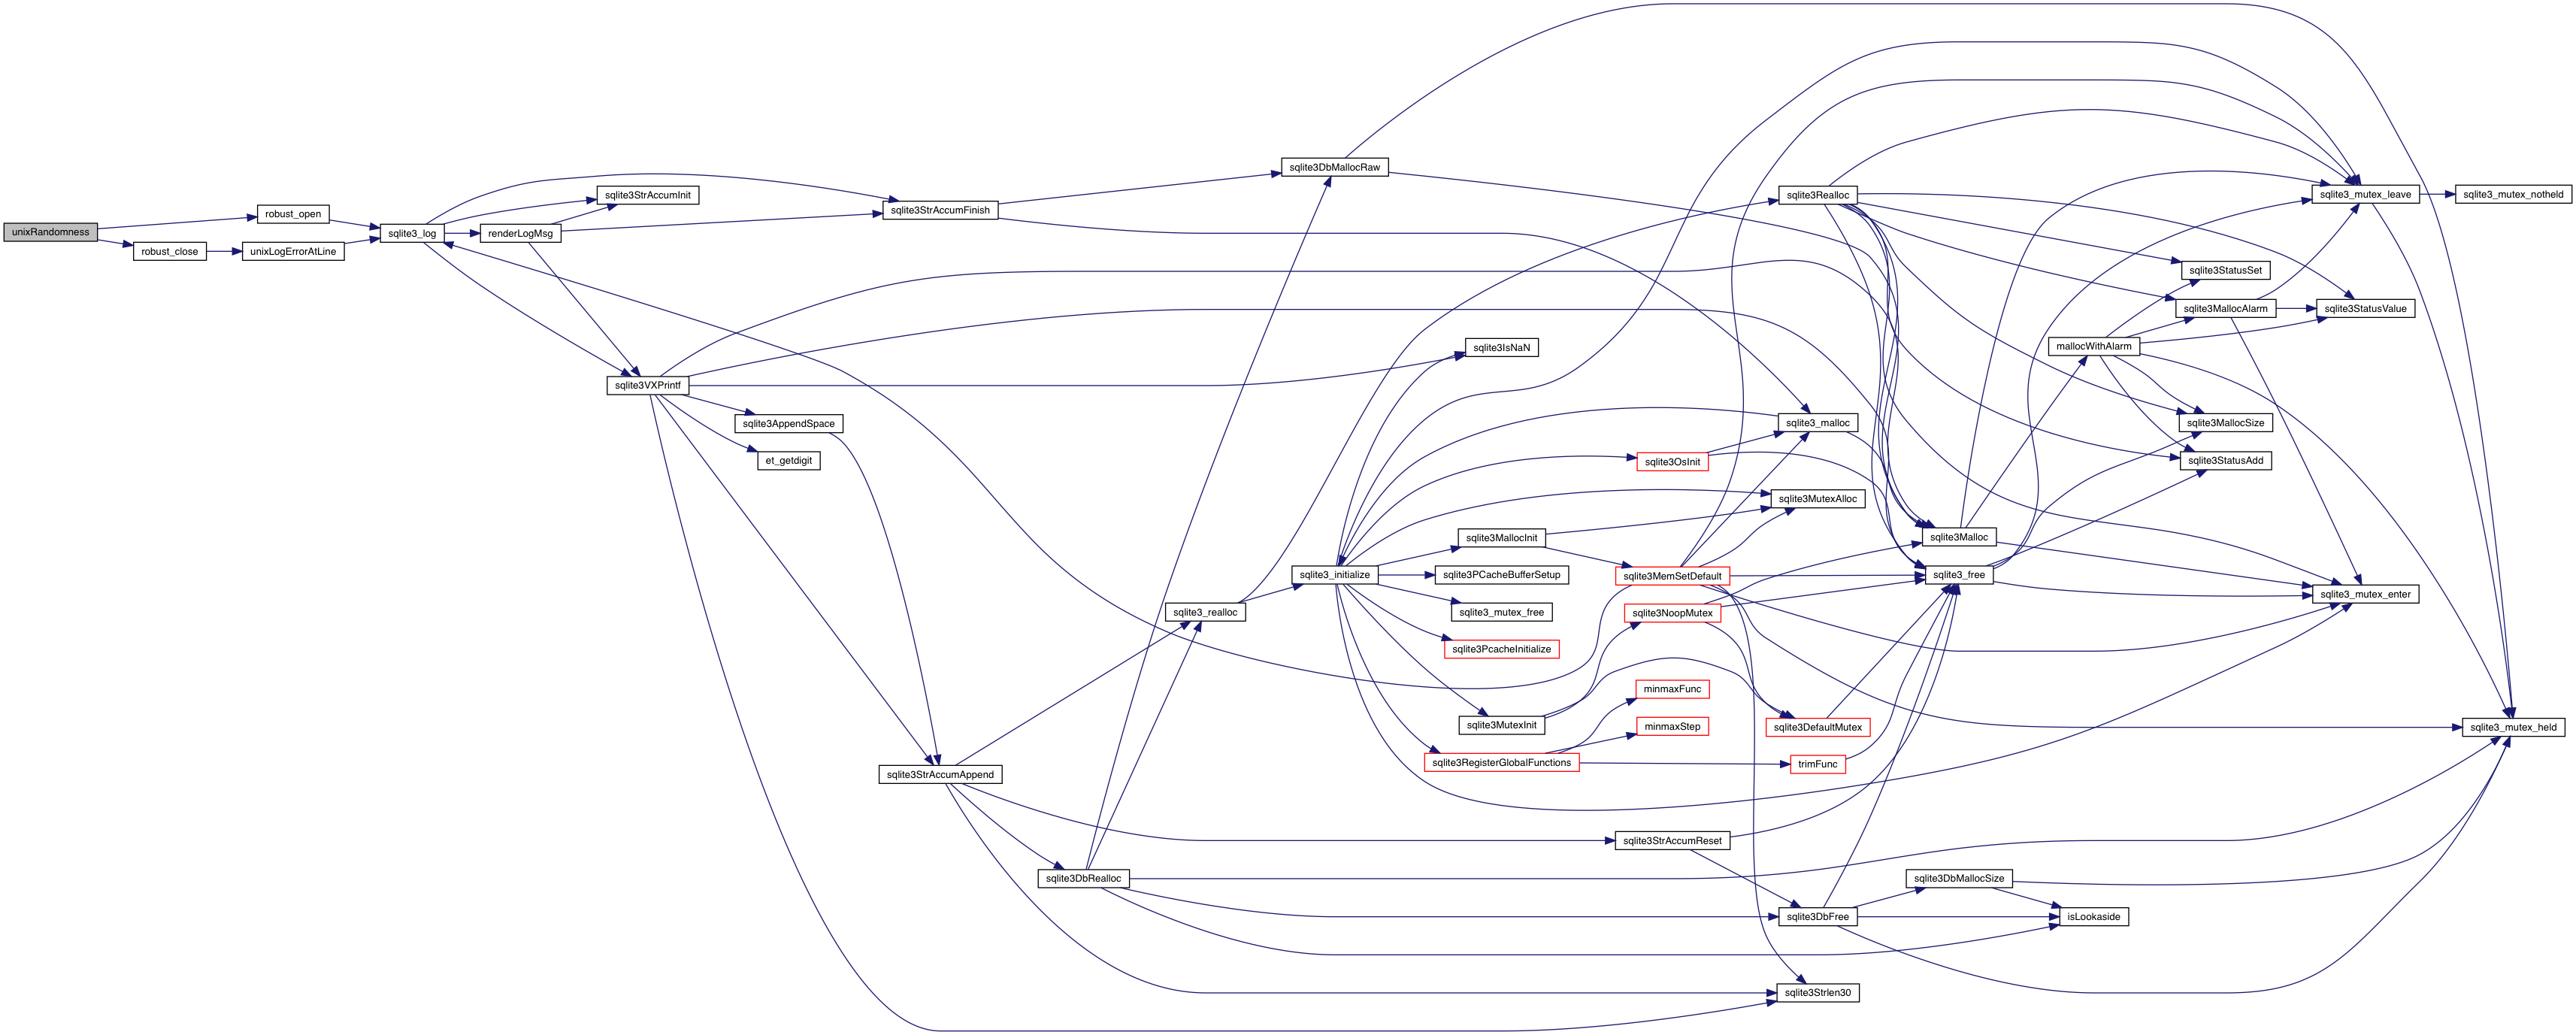 unixRandomness
robust_open
robust_close
unixLogErrorAtLine
sqlite3_log
sqlite3StrAccumInit
renderLogMsg
sqlite3VXPrintf
sqlite3AppendSpace
et_getdigit
sqlite3StrAccumFinish
sqlite3StrAccumAppend
sqlite3DbRealloc
sqlite3_realloc
sqlite3DbMallocRaw
sqlite3_initialize
sqlite3IsNaN
sqlite3MallocInit
sqlite3PCacheBufferSetup
sqlite3_mutex_free
sqlite3PcacheInitialize
sqlite3MutexInit
sqlite3RegisterGlobalFunctions
sqlite3OsInit
sqlite3MemSetDefault
sqlite3NoopMutex
minmaxFunc
minmaxStep
sqlite3StrAccumReset
sqlite3Realloc
sqlite3_malloc
sqlite3MutexAlloc
sqlite3DefaultMutex
trimFunc
sqlite3DbFree
sqlite3Strlen30
sqlite3Malloc
sqlite3_free
sqlite3DbMallocSize
mallocWithAlarm
isLookaside
sqlite3StatusSet
sqlite3MallocAlarm
sqlite3MallocSize
sqlite3StatusAdd
sqlite3_mutex_leave
sqlite3StatusValue
sqlite3_mutex_enter
sqlite3_mutex_notheld
sqlite3_mutex_held